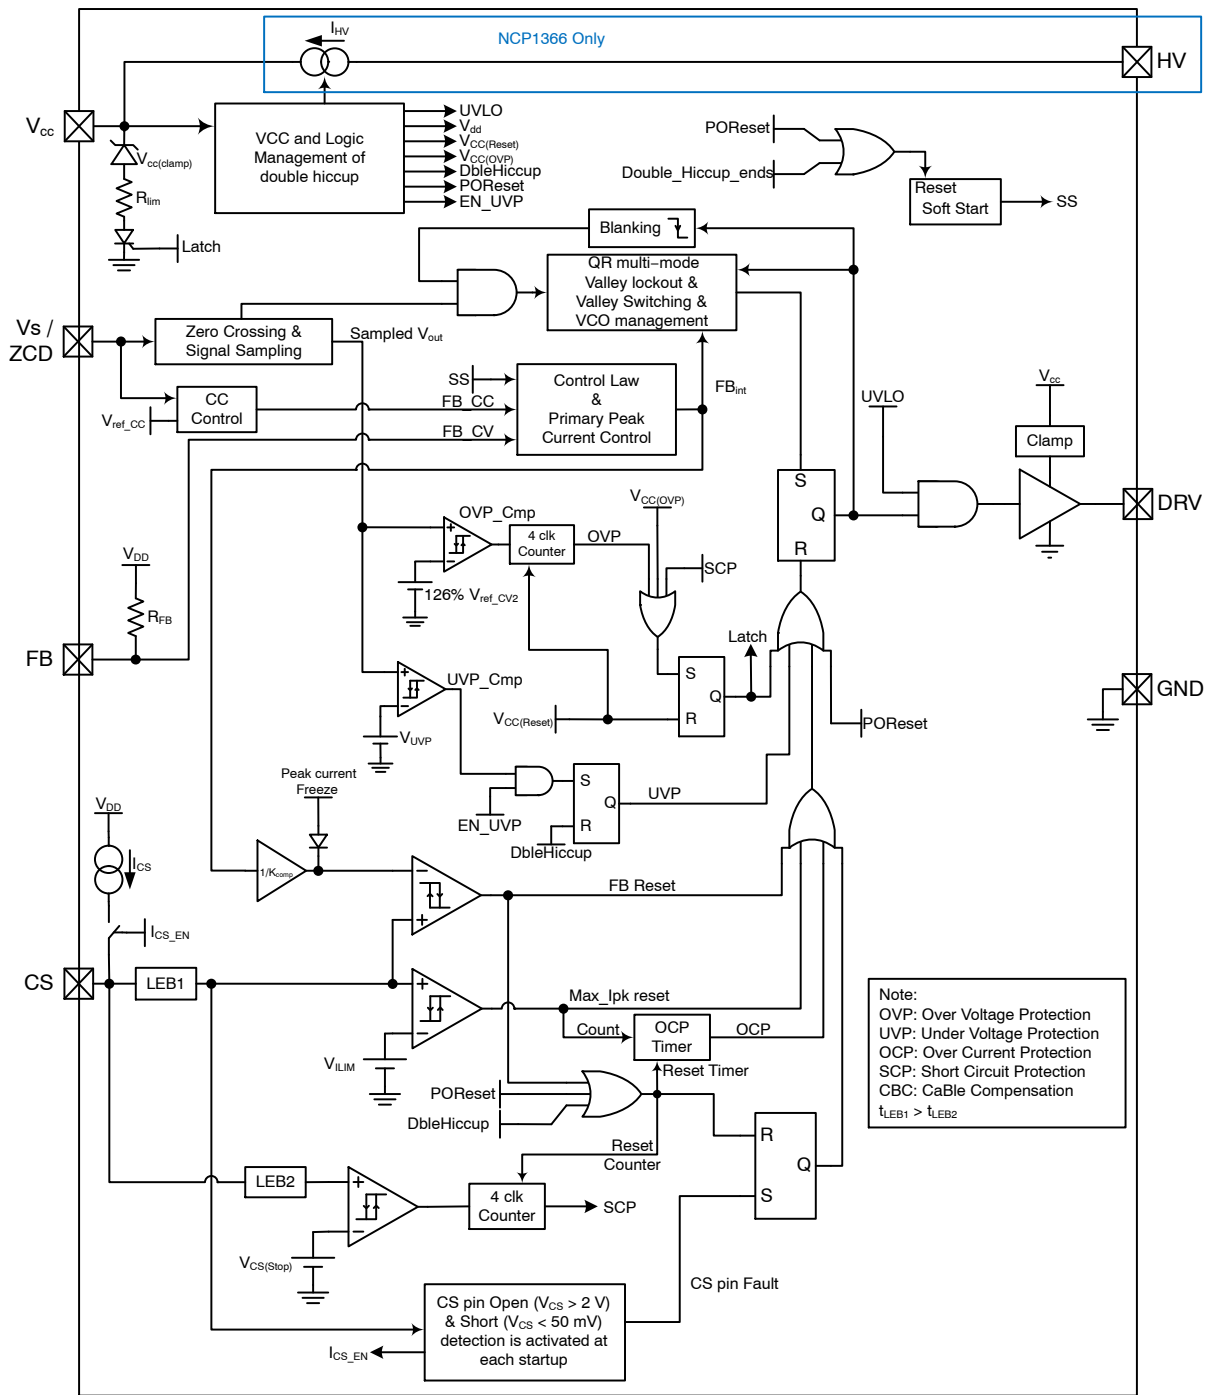 I_HV
NCP1366 Only
HV
Vcc
VCC and Logic
Management of
double hiccup
UVLO
Vdd
VCC(Reset)
VCC(OVP)
DbleHiccup
POReset
EN_UVP
Vcc(clamp)
Rlim
Latch
POReset
Double_Hiccup_ends
Reset
Soft Start
SS
Blanking
QR multi−mode
Valley lockout &
Valley Switching &
VCO management
Vs /
ZCD
Zero Crossing &
Signal Sampling
Sampled Vout
CC
Control
Vref_CC
SS
FB_CC
FB_CV
Control Law
&
Primary Peak
Current Control
FBint
UVLO
Vcc
Clamp
DRV
S
Q
R
VCC(OVP)
OVP_Cmp
4 clk
Counter
OVP
SCP
126% Vref_CV2
VDD
RFB
FB
Latch
S
Q
R
VCC(Reset)
POReset
GND
UVP_Cmp
VUVP
Peak current
Freeze
EN_UVP
S
Q
R
UVP
DbleHiccup
VDD
ICS
ICS_EN
1/Kcomp
FB Reset
CS
LEB1
Max_Ipk reset
Count
OCP
Timer
OCP
VILIM
Reset Timer
POReset
DbleHiccup
Reset
Counter
R
Q
S
LEB2
4 clk
Counter
SCP
VCS(Stop)
CS pin Fault
CS pin Open (VCS > 2 V)
& Short (VCS < 50 mV)
detection is activated at
each startup
ICS_EN
Note:
OVP: Over Voltage Protection
UVP: Under Voltage Protection
OCP: Over Current Protection
SCP: Short Circuit Protection
CBC: CaBle Compensation
tLEB1 > tLEB2